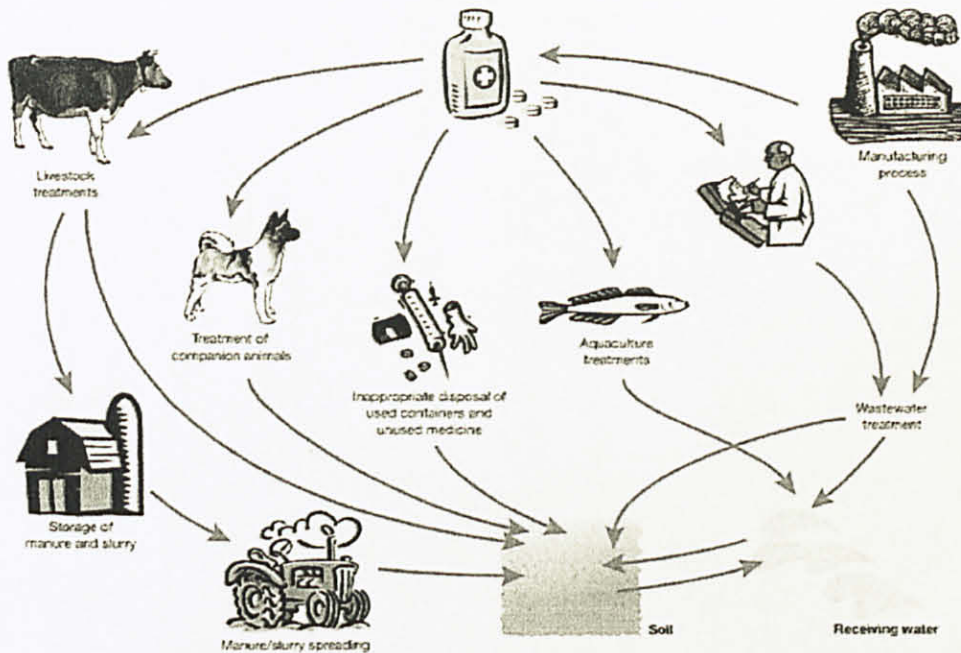 Livestock
treatments
Manufacturing
process
Treatment of
companion animals
Inappropriate disposal of
used containers and
unused medicine
Aquaculture
treatments
Wastewater
treatment
Storage of
manure and slurry
Manure/slurry spreading
Soil
Receiving water